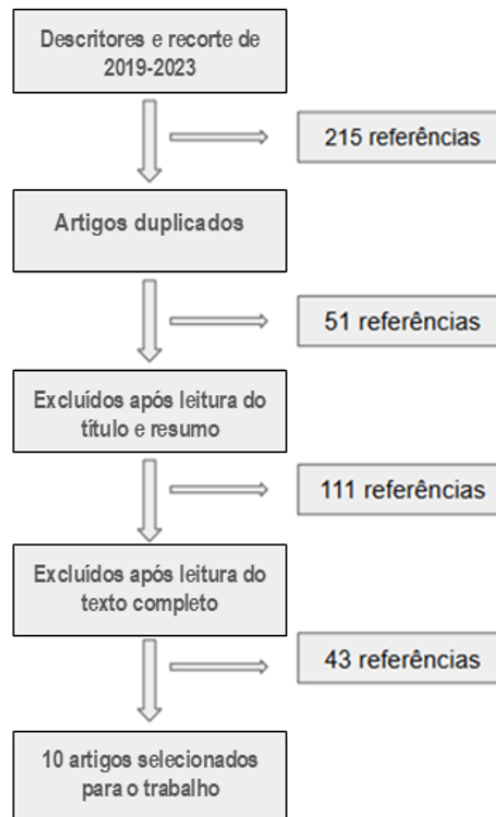 Descritores e recorte de
2019-2023
215 referências
Artigos duplicados
51 referências
Excluídos após leitura do
título e resumo
111 referências
Excluídos após leitura do
texto completo
43 referências
10 artigos selecionados
para o trabalho